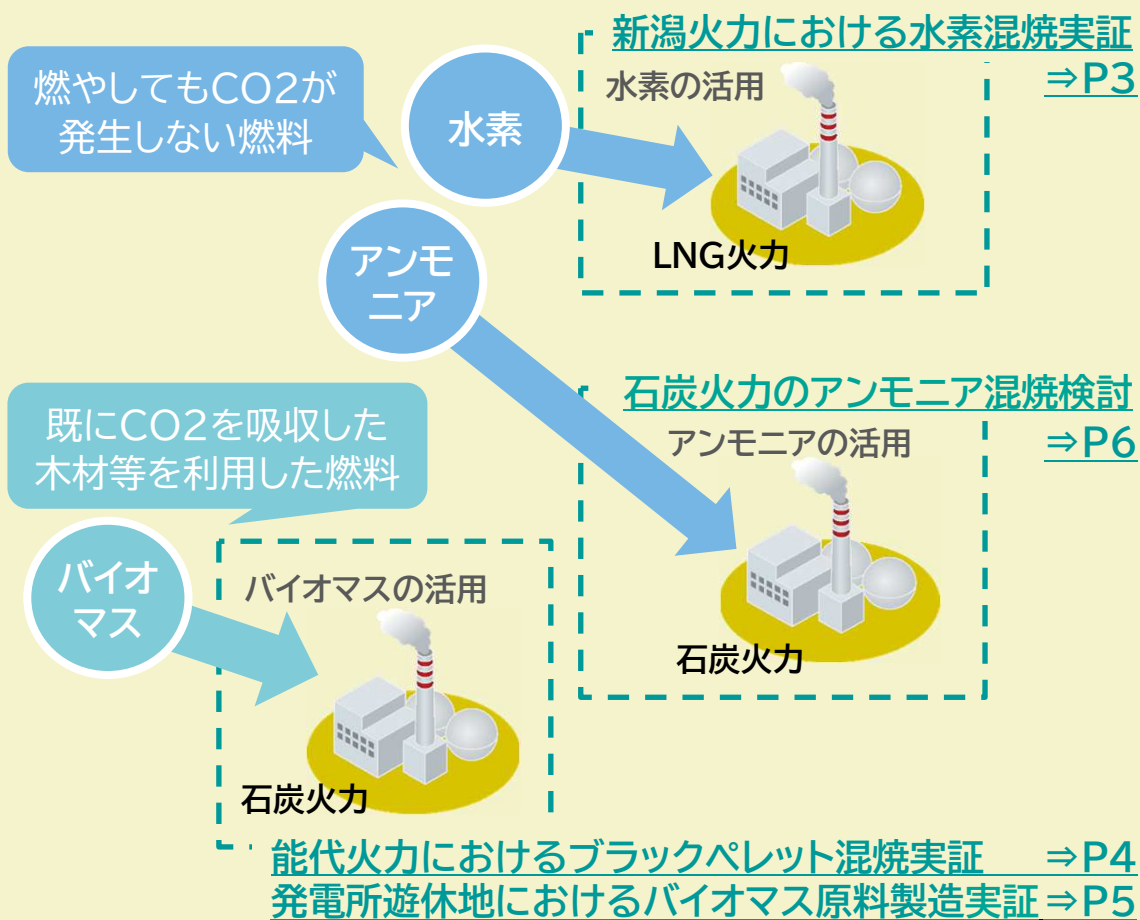 新潟火力における水素混焼実証
⇒P3
燃やしてもCO2が
発生しない燃料
水素
水素の活用
LNG火力
アンモ
ニア
石炭火力のアンモニア混焼検討
⇒P6
アンモニアの活用
石炭火力
既にCO2を吸収した
木材等を利用した燃料
バイオ
マス
バイオマスの活用
石炭火力
能代火力におけるブラックペレット混焼実証 ⇒P4
発電所遊休地におけるバイオマス原料製造実証⇒P5